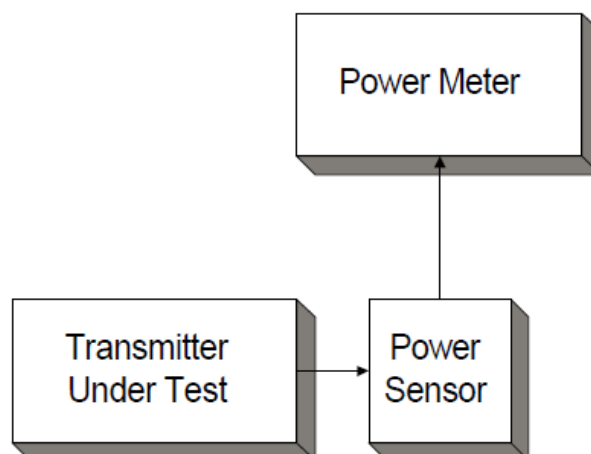 Power Meter
Transmitter
Under Test
Power
Sensor